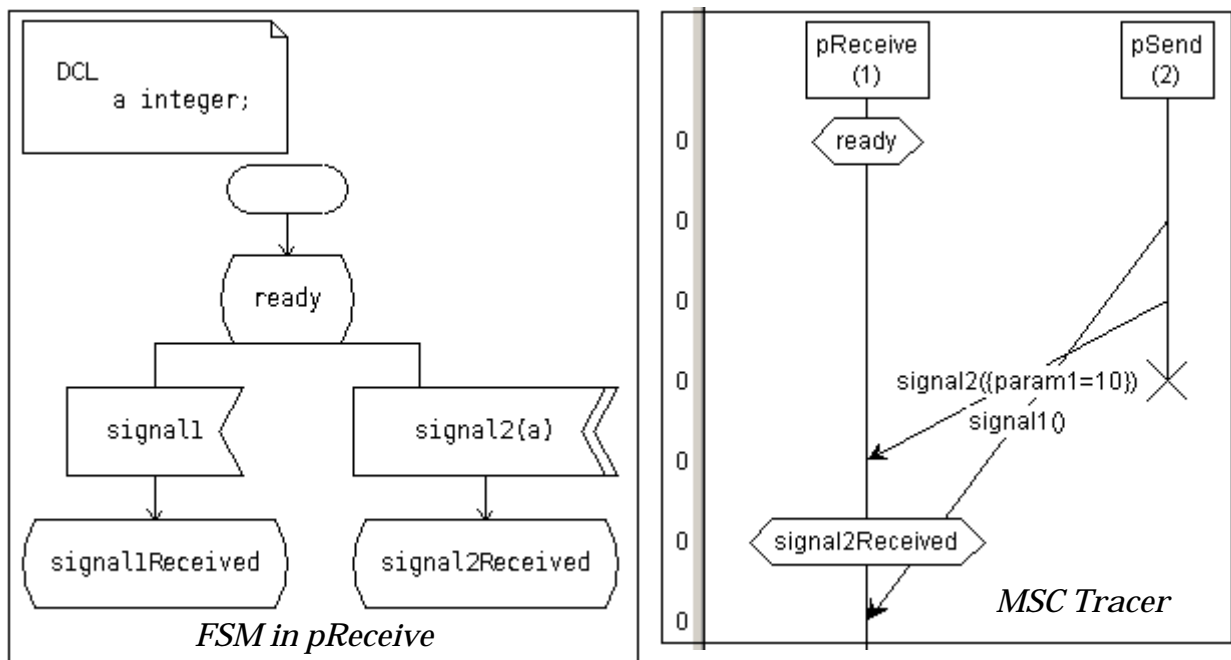 DCL
a integer;
ready
signal1
signal2(a)
signal1Received
signal2Received
FSM in pReceive
pReceive
(1)
pSend
(2)
0
ready
0
0
0
signal2({param1=10})
signal1()
0
0
signal2Received
0
MSC Tracer